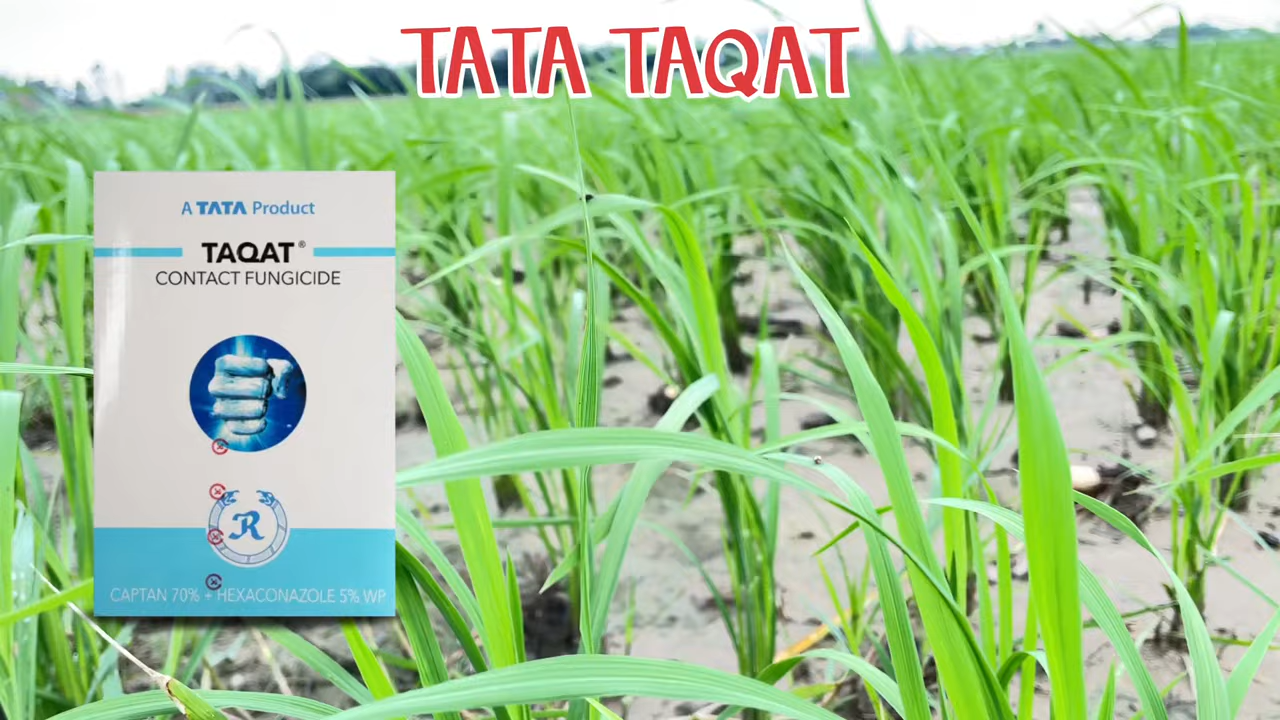 TATA TAQAT
A TATA Product
TAQAT®
CONTACT FUNGICIDE
R
CAPTAN 70% + HEXACONAZOLE 5% WP